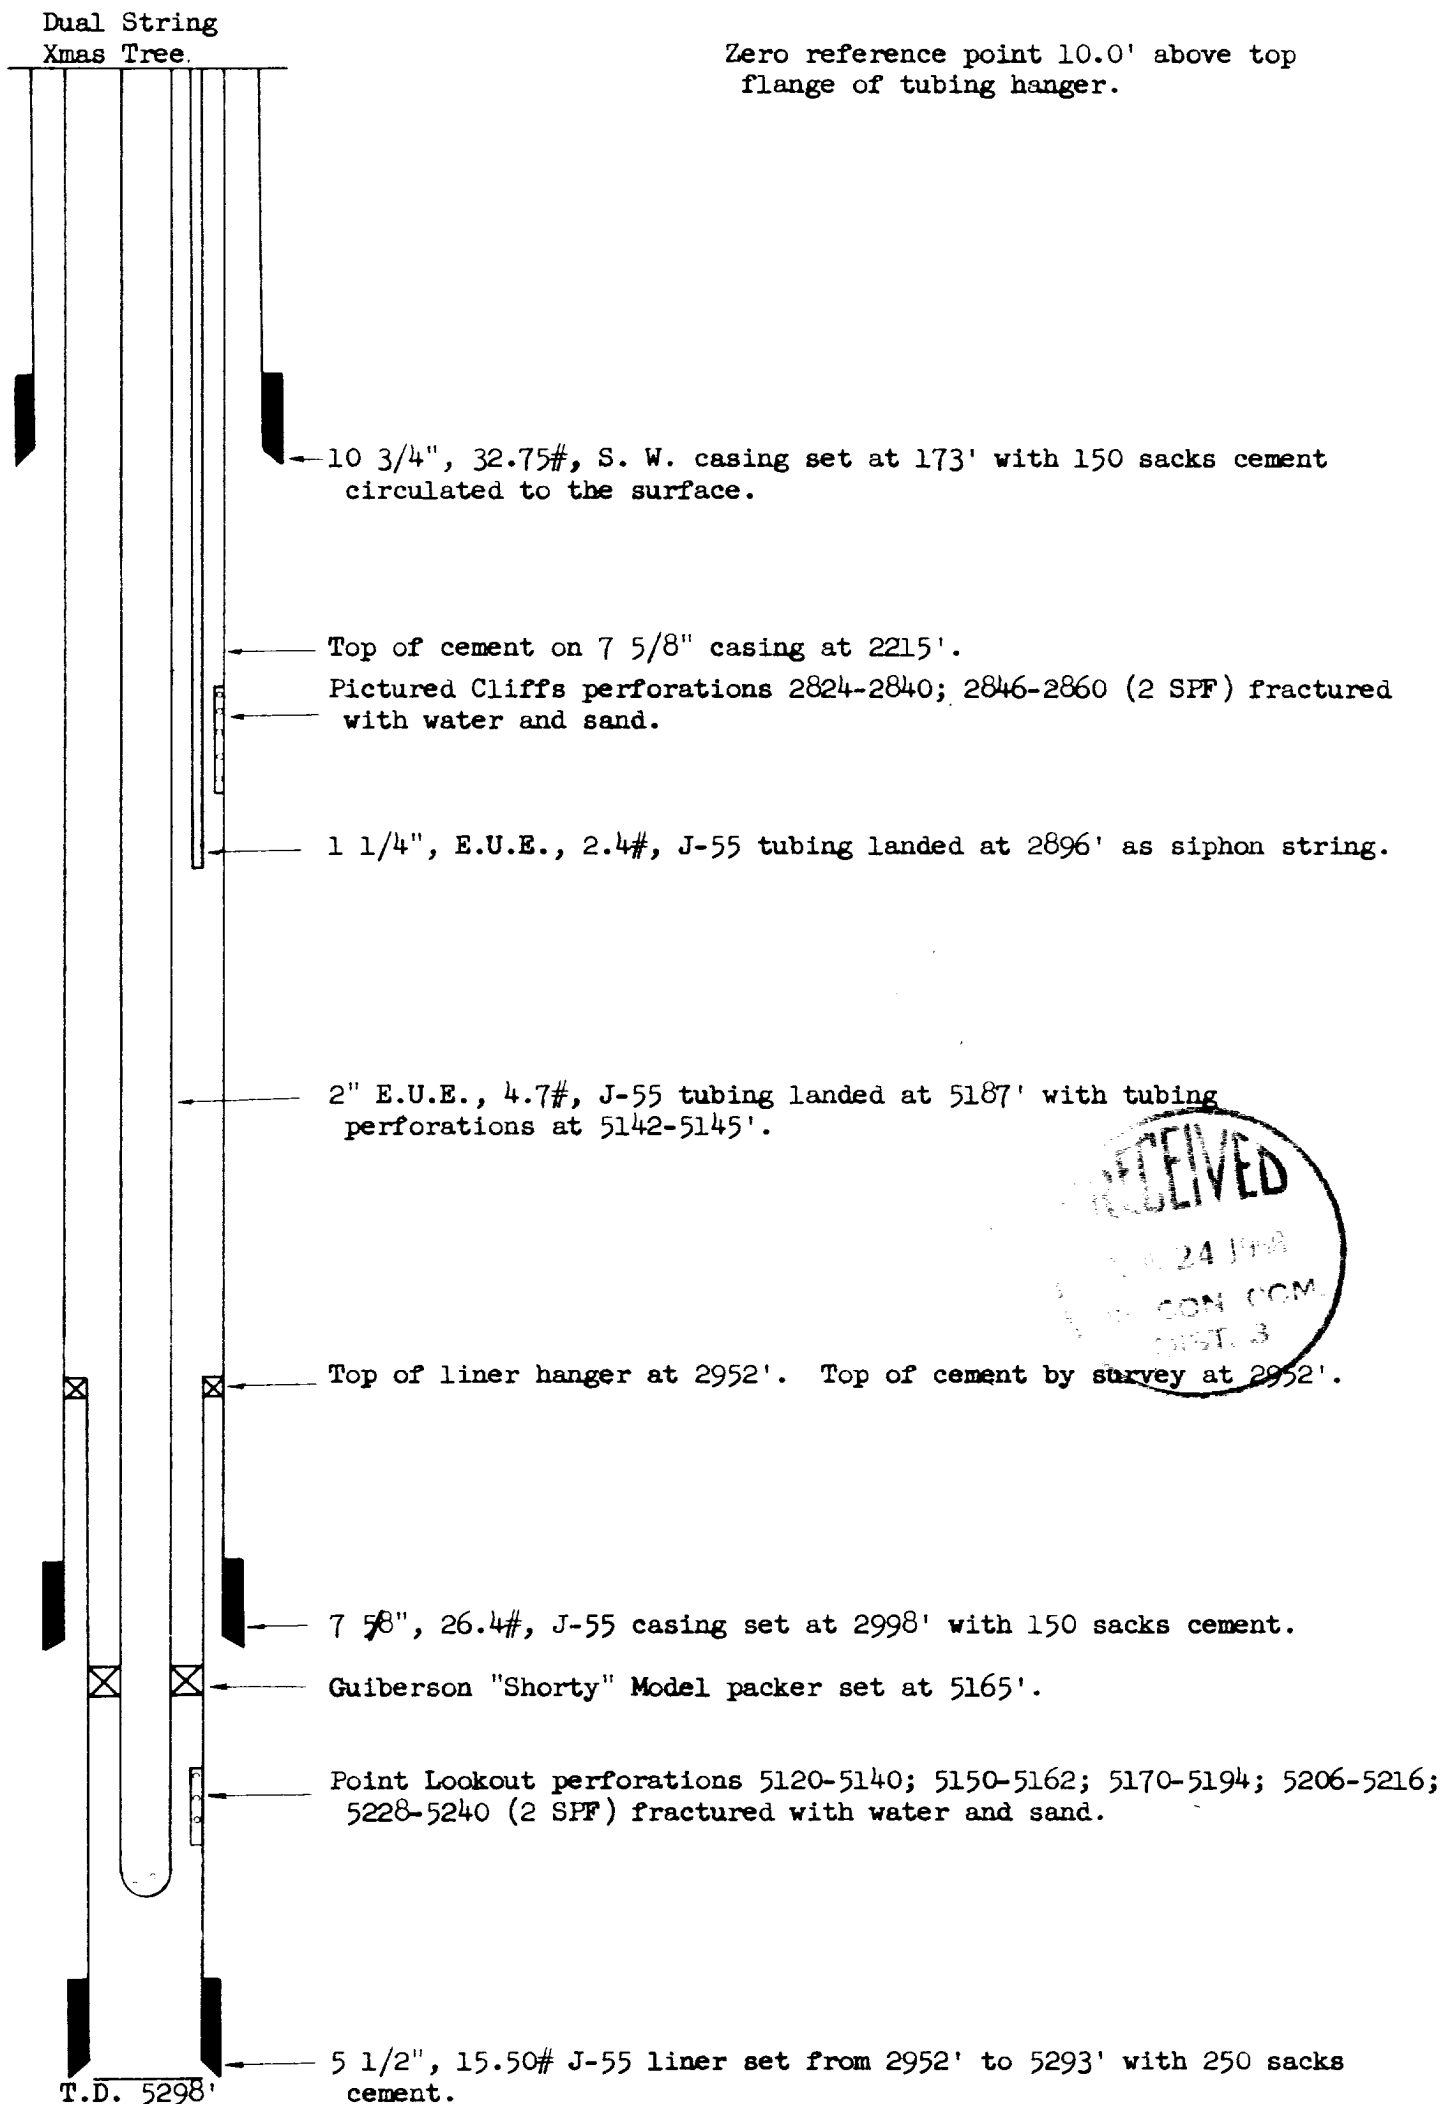 Dual String
Xmas Tree.
Zero reference point 10.0' above top
flange of tubing hanger.
10 3/4", 32.75#, S. W. casing set at 173' with 150 sacks cement
circulated to the surface.
Top of cement on 7 5/8" casing at 2215'.
Pictured Cliffs perforations 2824-2840; 2846-2860 (2 SPF) fractured
with water and sand.
1 1/4", E.U.E., 2.4#, J-55 tubing landed at 2896' as siphon string.
2" E.U.E., 4.7#, J-55 tubing landed at 5187' with tubing
perforations at 5142-5145'.
RECEIVED
24
CON COM.
DIST. 3
Top of liner hanger at 2952'. Top of cement by survey at 2952'.
7 5/8", 26.4#, J-55 casing set at 2998' with 150 sacks cement.
Guiberson "Shorty" Model packer set at 5165'.
Point Lookout perforations 5120-5140; 5150-5162; 5170-5194; 5206-5216;
5228-5240 (2 SPF) fractured with water and sand.
5 1/2", 15.50# J-55 liner set from 2952' to 5293' with 250 sacks
cement.
T.D. 5298'